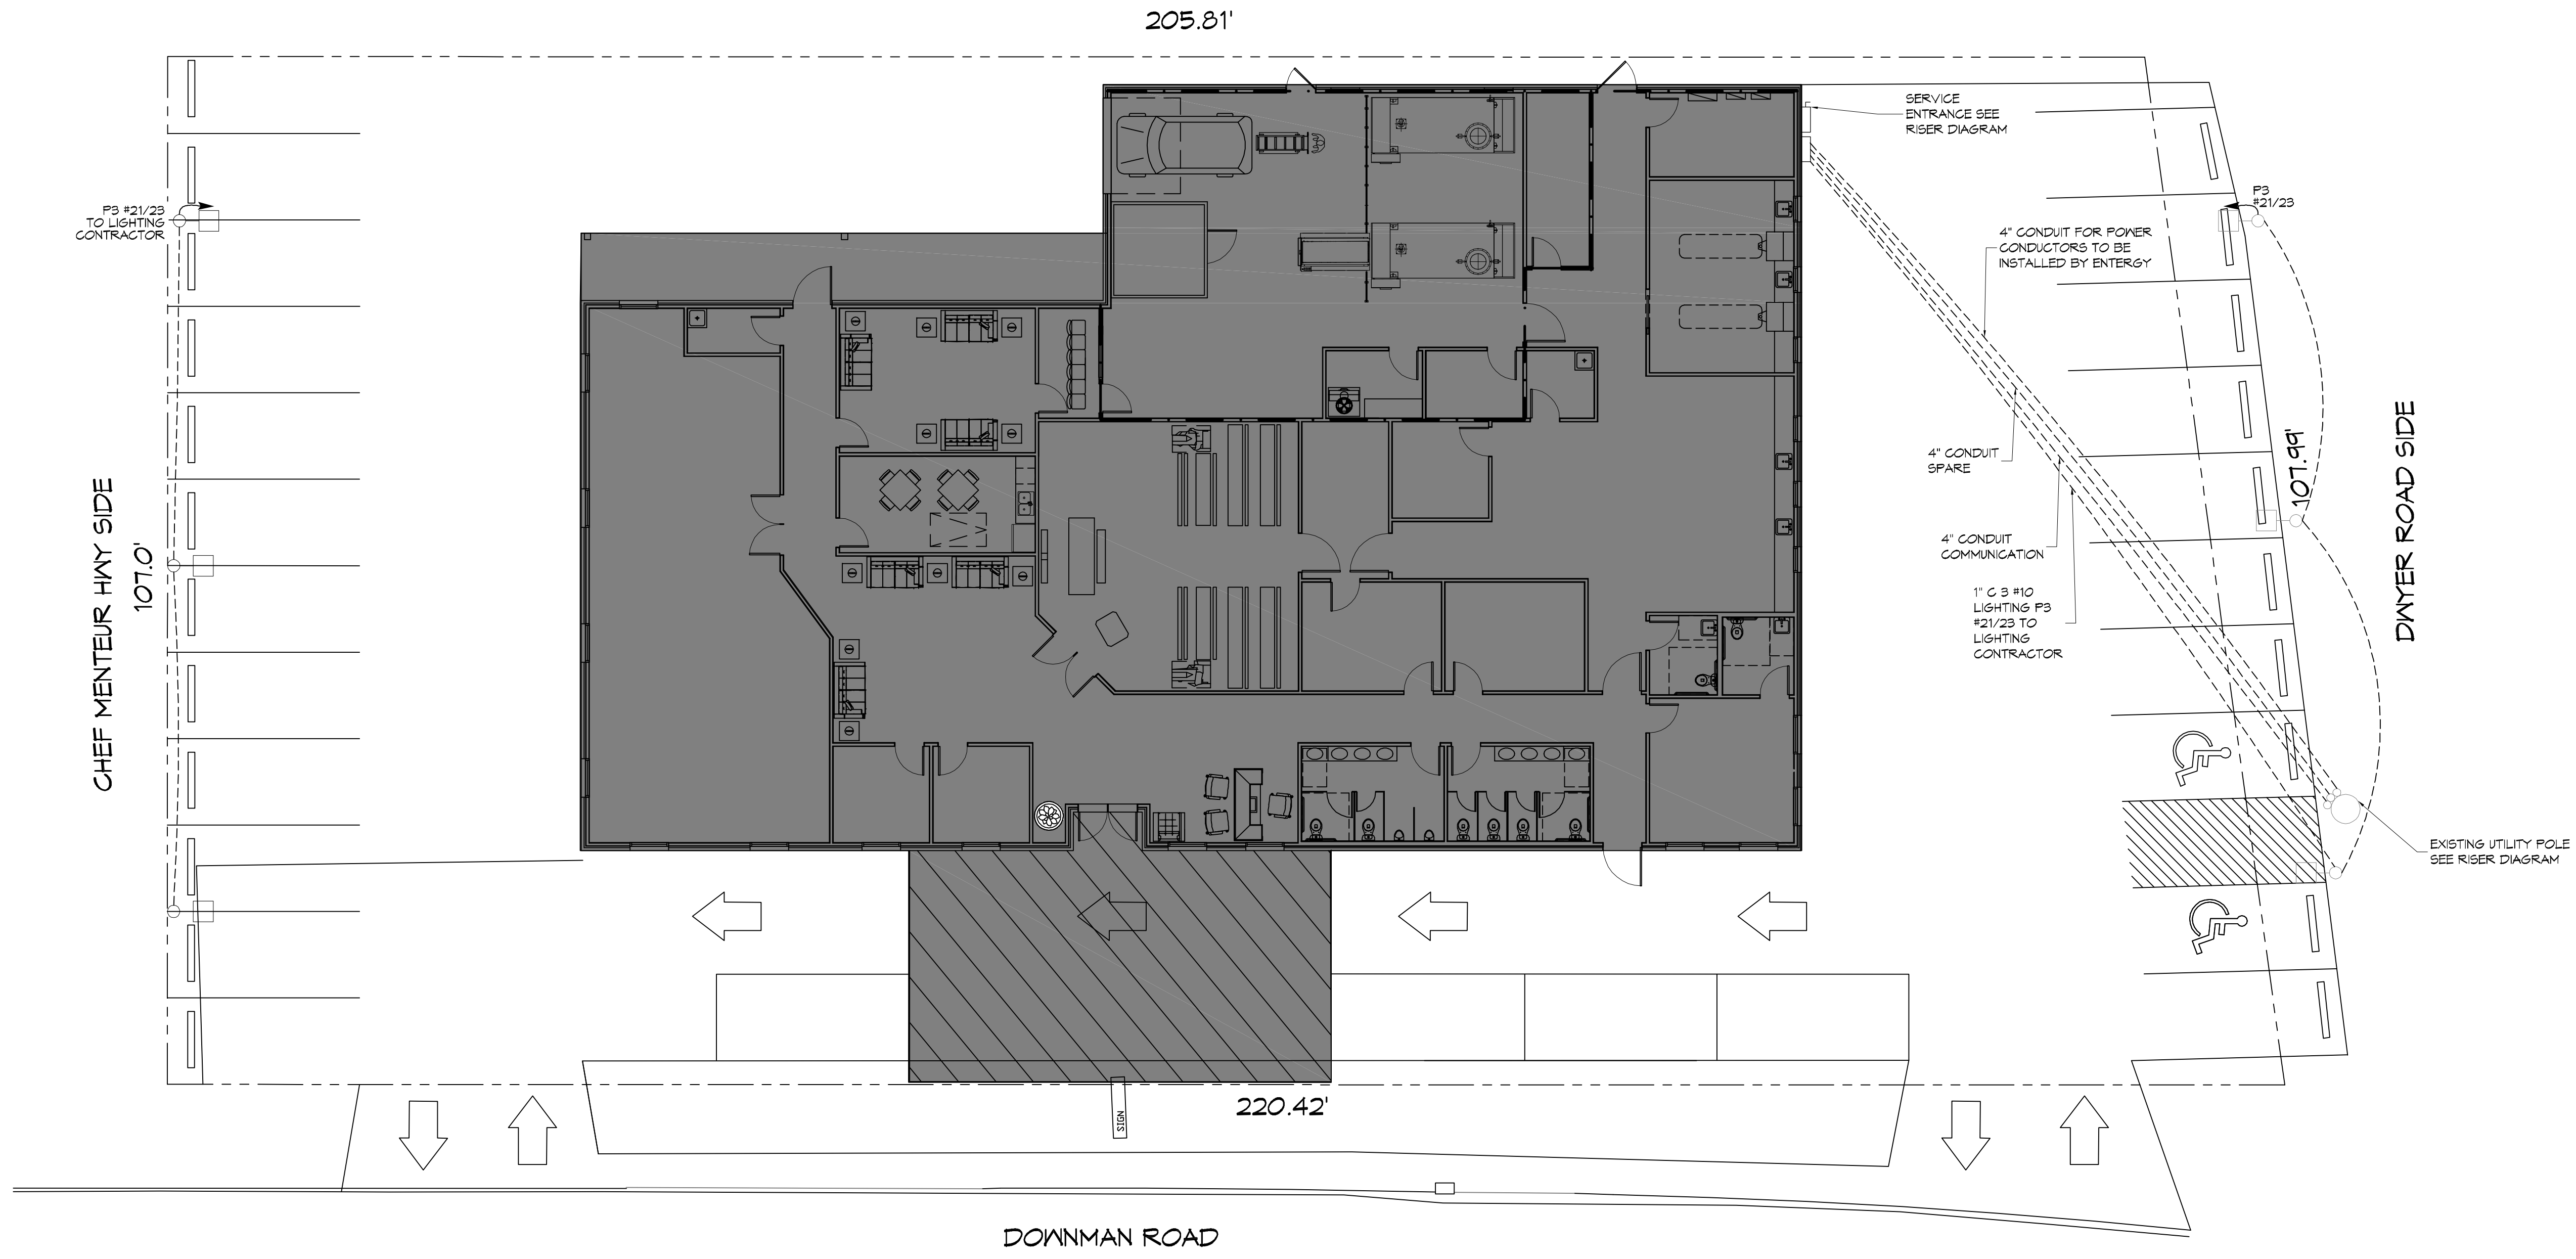 205.81'
SERVICE
ENTRANCE SEE
RISER DIAGRAM
P3 #21/23
TO LIGHTING
CONTRACTOR
P3
#21/23
4" CONDUIT FOR POWER
CONDUCTORS TO BE
INSTALLED BY ENTERGY
4" CONDUIT
SPARE
4" CONDUIT
COMMUNICATION
1" C 3 #10
LIGHTING P3
#21/23 TO
LIGHTING
CONTRACTOR
CHEF MENTEUR HWY SIDE
107.0'
107.99'
DWYER ROAD SIDE
EXISTING UTILITY POLE
SEE RISER DIAGRAM
220.42'
SIGN
DOWNMAN ROAD